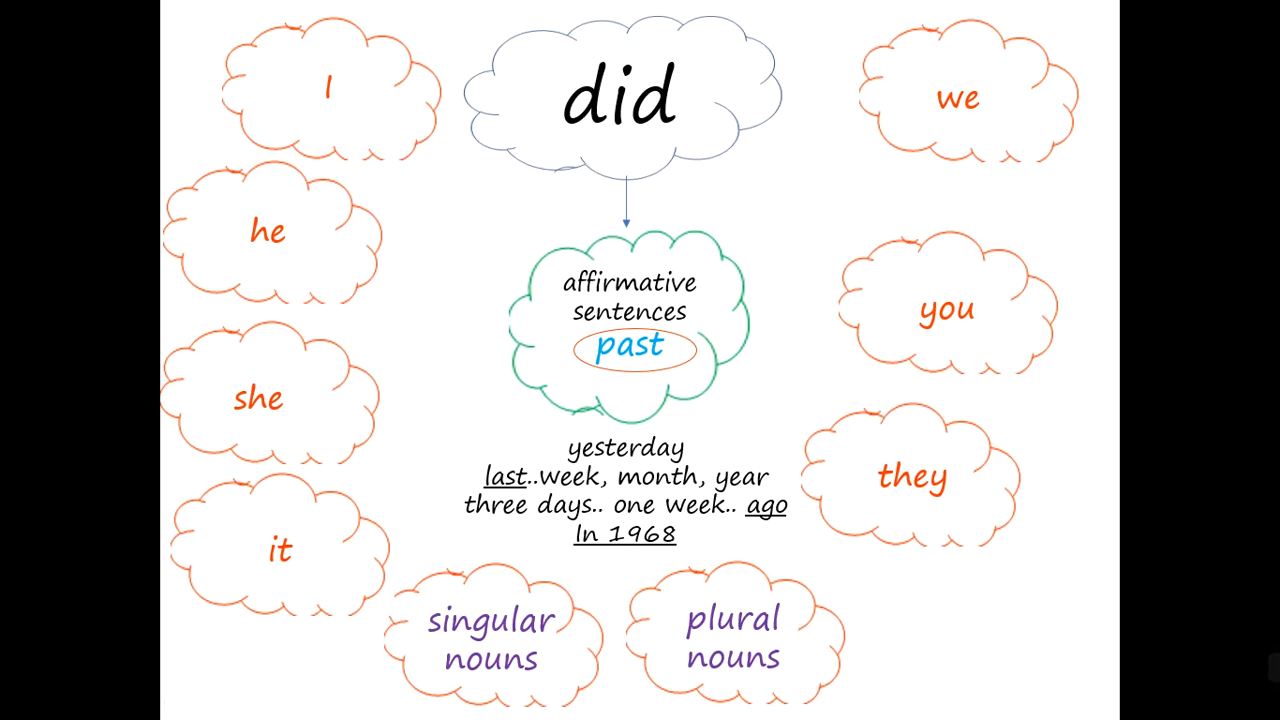 I
did
we
he
affirmative
sentences
past
you
she
yesterday
last..week, month, year
three days.. one week.. ago
In 1968
they
it
singular
nouns
plural
nouns